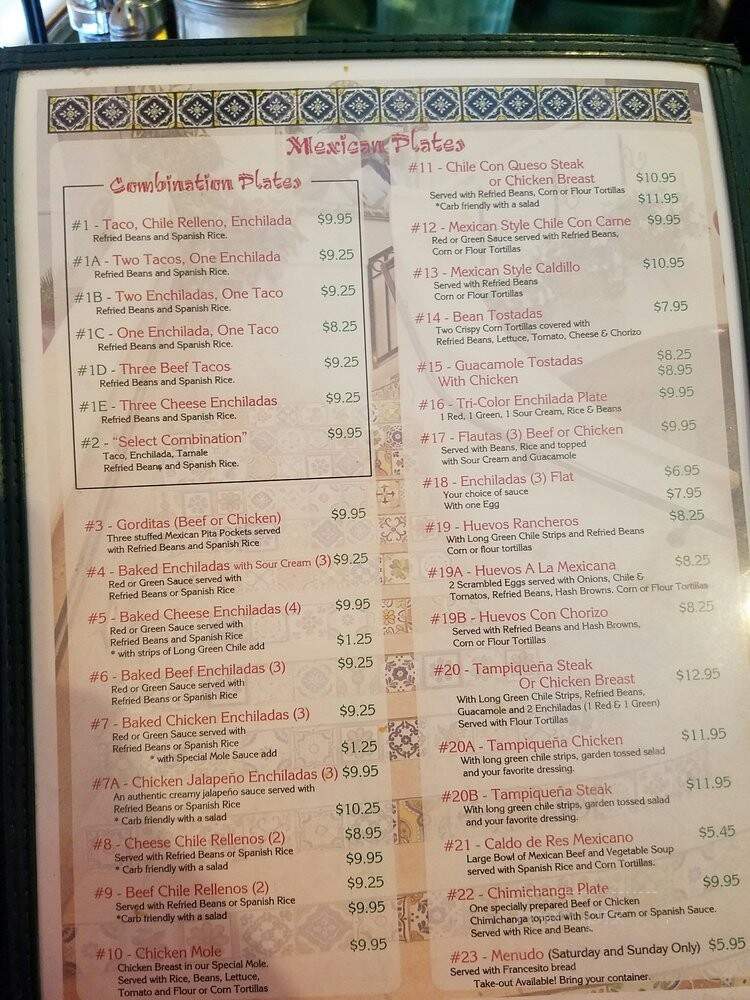 Mexican Plates
Combination Plates
#1 - Taco, Chile Relleno, Enchilada $9.95
Refried Beans and Spanish Rice.
#1A - Two Tacos, One Enchilada $9.25
Refried Beans and Spanish Rice.
#1B - Two Enchiladas, One Taco $9.25
Refried Beans and Spanish Rice.
#1C - One Enchilada, One Taco $8.25
Refried Beans and Spanish Rice.
#1D - Three Beef Tacos $9.25
Refried Beans and Spanish Rice.
#1E - Three Cheese Enchiladas $9.25
Refried Beans and Spanish Rice.
#2 - "Select Combination" $9.95
Taco, Enchilada, Tamale
Refried Beans and Spanish Rice.
#3 - Gorditas (Beef or Chicken) $9.95
Three stuffed Mexican Pita Pockets served
with Refried Beans and Spanish Rice
#4 - Baked Enchiladas with Sour Cream (3) $9.25
Red or Green Sauce served with
Refried Beans or Spanish Rice
#5 - Baked Cheese Enchiladas (4) $9.95
Red or Green Sauce served with
Refried Beans and Spanish Rice
* with strips of Long Green Chile add $1.25
#6 - Baked Beef Enchiladas (3) $9.25
Red or Green Sauce served with
Refried Beans or Spanish Rice
#7 - Baked Chicken Enchiladas (3) $9.25
Red or Green Sauce served with
Refried Beans or Spanish Rice
* with Special Mole Sauce add $1.25
#7A - Chicken Jalapeño Enchiladas (3) $9.95
An authentic creamy jalapeño sauce served with
Refried Beans or Spanish Rice
* Carb friendly with a salad $10.25
#8 - Cheese Chile Rellenos (2) $8.95
Served with Refried Beans or Spanish Rice
* Carb friendly with a salad $9.95
#9 - Beef Chile Rellenos (2) $9.25
Served with Refried Beans or Spanish Rice
*Carb friendly with a salad $9.95
#10 - Chicken Mole $9.95
Chicken Breast in our Special Mole.
Served with Rice, Beans, Lettuce,
Tomato and Flour or Corn Tortillas
#11 - Chile Con Queso Steak
or Chicken Breast $10.95
Served with Refried Beans, Corn or Flour Tortillas
*Carb friendly with a salad $11.95
#12 - Mexican Style Chile Con Carne $9.95
Red or Green Sauce served with Refried Beans,
Corn or Flour Tortillas
#13 - Mexican Style Caldillo $10.95
Served with Refried Beans
Corn or Flour Tortillas
#14 - Bean Tostadas $7.95
Two Crispy Corn Tortillas covered with
Refried Beans, Lettuce, Tomato, Cheese & Chorizo
#15 - Guacamole Tostadas $8.25
With Chicken $8.95
#16 - Tri-Color Enchilada Plate $9.95
1 Red, 1 Green, 1 Sour Cream, Rice & Beans
#17 - Flautas (3) Beef or Chicken $9.95
Served with Beans, Rice and topped
with Sour Cream and Guacamole
#18 - Enchiladas (3) Flat $6.95
Your choice of sauce
With one Egg $7.95
#19 - Huevos Rancheros $8.25
With Long Green Chile Strips and Refried Beans
Corn or flour tortillas
#19A - Huevos A La Mexicana $8.25
2 Scrambled Eggs served with Onions, Chile &
Tomatos, Refried Beans, Hash Browns. Corn or Flour Tortillas
#19B - Huevos Con Chorizo $8.25
Served with Refried Beans and Hash Browns,
Corn or Flour Tortillas
#20 - Tampiqueña Steak
Or Chicken Breast $12.95
With Long Green Chile Strips, Refried Beans,
Guacamole and 2 Enchiladas (1 Red & 1 Green)
Served with Flour Tortillas
#20A - Tampiqueña Chicken $11.95
With long green chile strips, garden tossed salad
and your favorite dressing.
#20B - Tampiqueña Steak $11.95
With long green chile strips, garden tossed salad
and your favorite dressing.
#21 - Caldo de Res Mexicano $5.45
Large Bowl of Mexican Beef and Vegetable Soup
served with Spanish Rice and Corn Tortillas.
#22 - Chimichanga Plate $9.95
One specially prepared Beef or Chicken
Chimichanga topped with Sour Cream or Spanish Sauce.
Served with Rice and Beans.
#23 - Menudo (Saturday and Sunday Only) $5.95
Served with Francesito bread
Take-out Available! Bring your container.